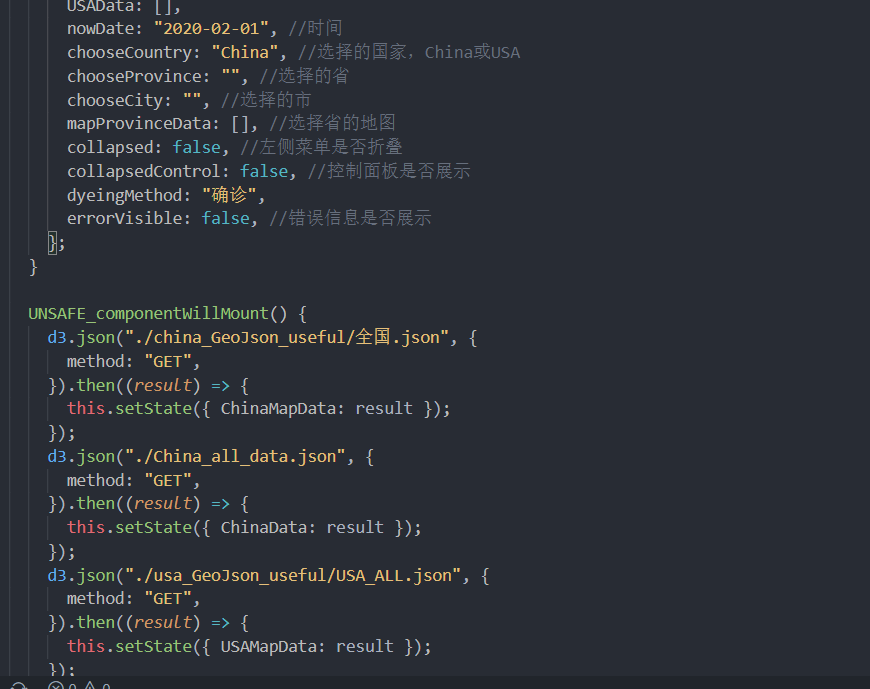 USAData: [],
nowDate: "2020-02-01", //时间
chooseCountry: "China", //选择的国家，China或USA
chooseProvince: "", //选择的省
chooseCity: "", //选择的市
mapProvinceData: [], //选择省的地图
collapsed: false, //左侧菜单是否折叠
collapsedControl: false, //控制面板是否展示
dyeingMethod: "确诊",
errorVisible: false, //错误信息是否展示
};
}
UNSAFE_componentWillMount() {
d3.json("./china_GeoJson_useful/全国.json", {
method: "GET",
}).then((result) => {
this.setState({ ChinaMapData: result });
});
d3.json("./China_all_data.json", {
method: "GET",
}).then((result) => {
this.setState({ ChinaData: result });
});
d3.json("./usa_GeoJson_useful/USA_ALL.json", {
method: "GET",
}).then((result) => {
this.setState({ USAMapData: result });
});
0 0